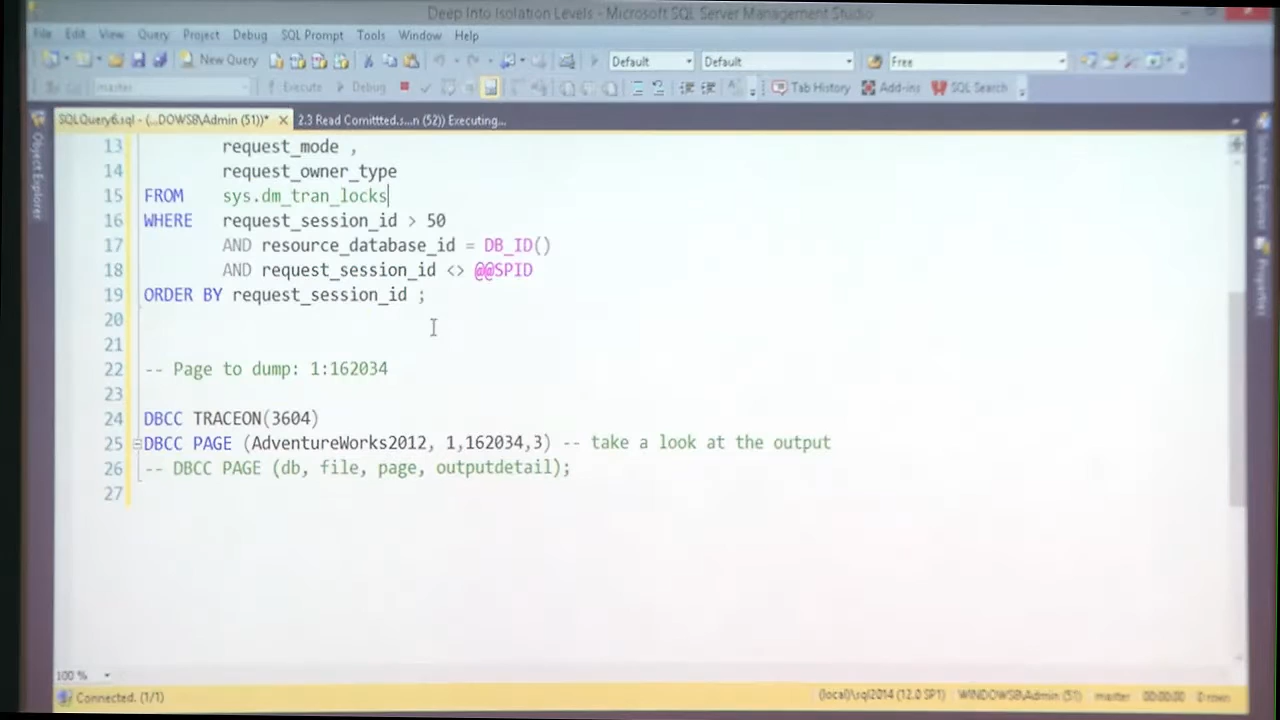 Deep Into Isolation Levels - Microsoft SQL Server Management Studio
File Edit View Query Project Debug SQL Prompt Tools Window Help
New Query Default Default Free
master Execute Debug Tab History Add-ins SQL Search
SQLQuery6.sql - (...DOWS8\Admin (51))* 2.3 Read Comittted.s...n (52)) Executing...
Object Explorer
Solution Explorer
Properties
13 request_mode ,
14 request_owner_type
15 FROM sys.dm_tran_locks
16 WHERE request_session_id > 50
17 AND resource_database_id = DB_ID()
18 AND request_session_id <> @@SPID
19 ORDER BY request_session_id ;
20
21
22 -- Page to dump: 1:162034
23
24 DBCC TRACEON(3604)
25 DBCC PAGE (AdventureWorks2012, 1,162034,3) -- take a look at the output
26 -- DBCC PAGE (db, file, page, outputdetail);
27
100 %
Connected. (1/1) (local)\sql2014 (12.0 SP1) WINDOWS8\Admin (51) master 00:00:00 0 rows